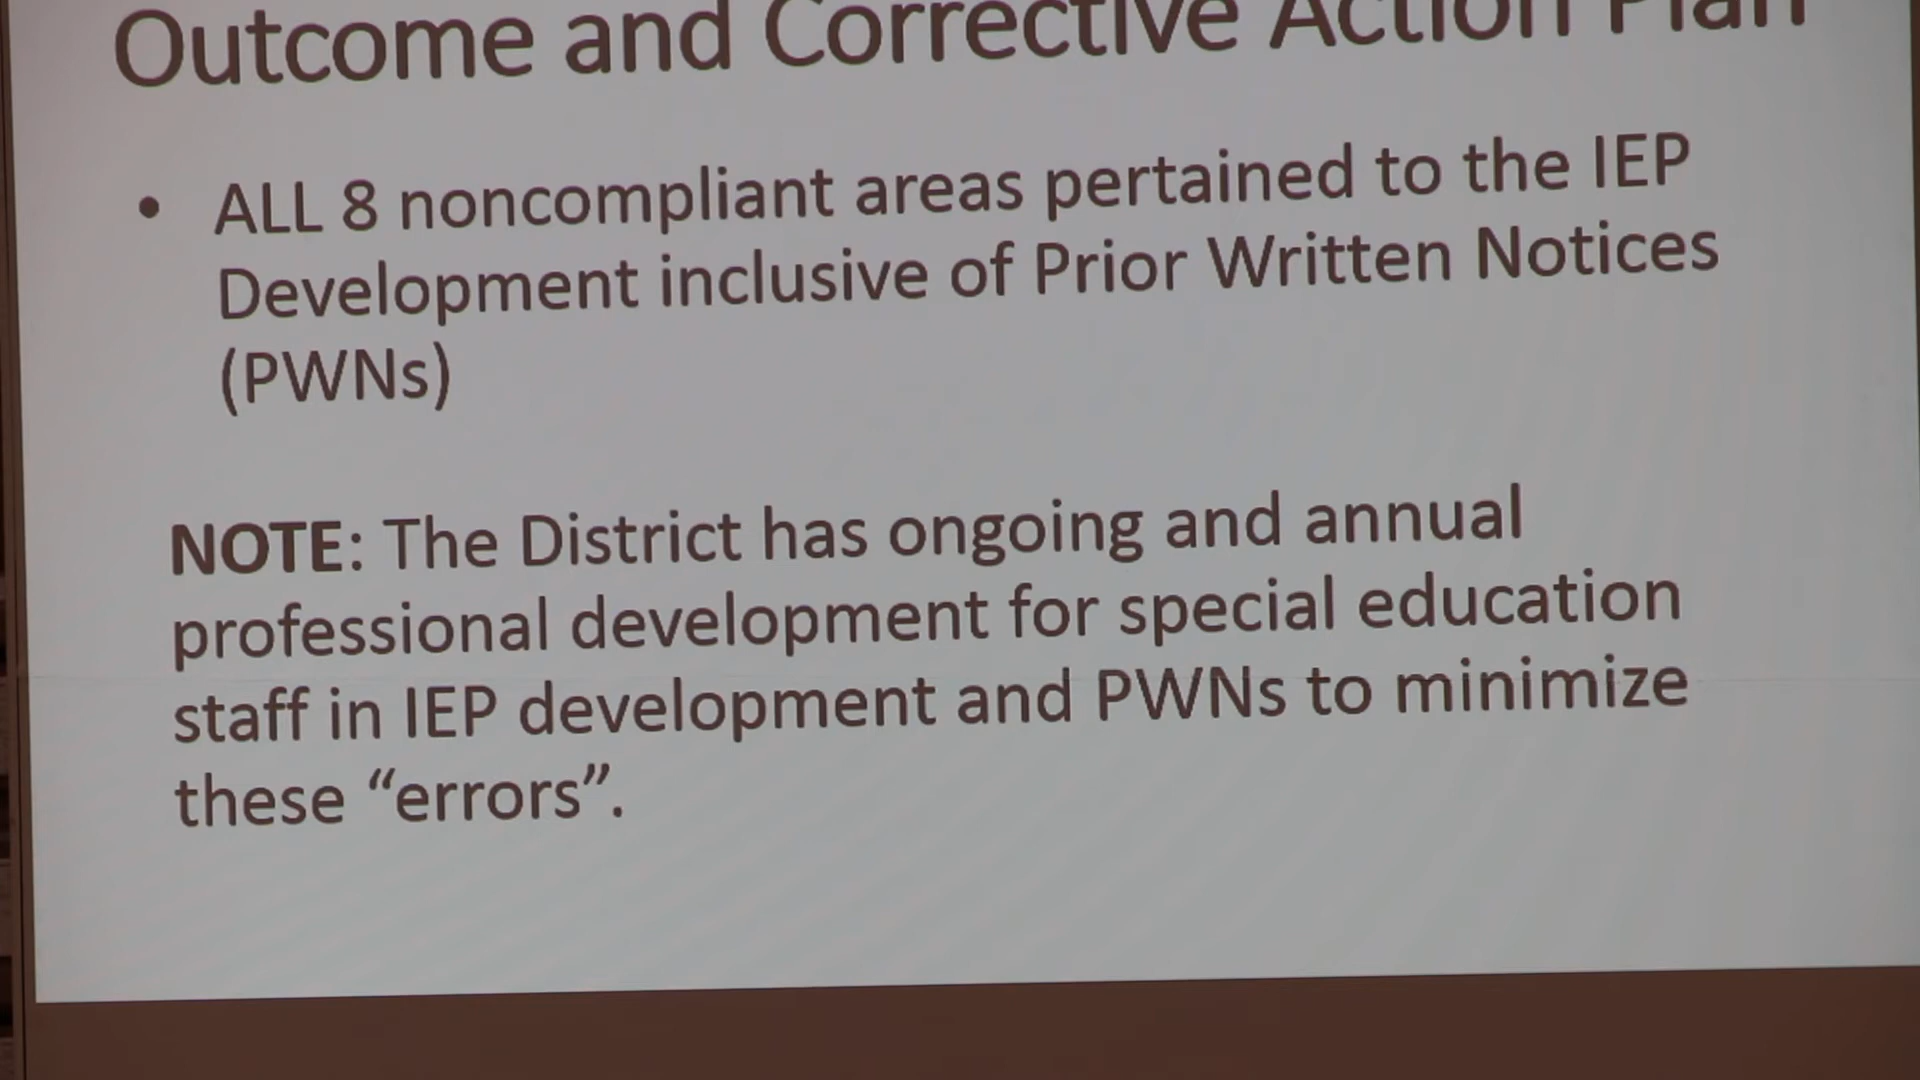 Outcome and Corrective Action Plan
• ALL 8 noncompliant areas pertained to the IEP
Development inclusive of Prior Written Notices
(PWNs)
NOTE: The District has ongoing and annual
professional development for special education
staff in IEP development and PWNs to minimize
these “errors”.